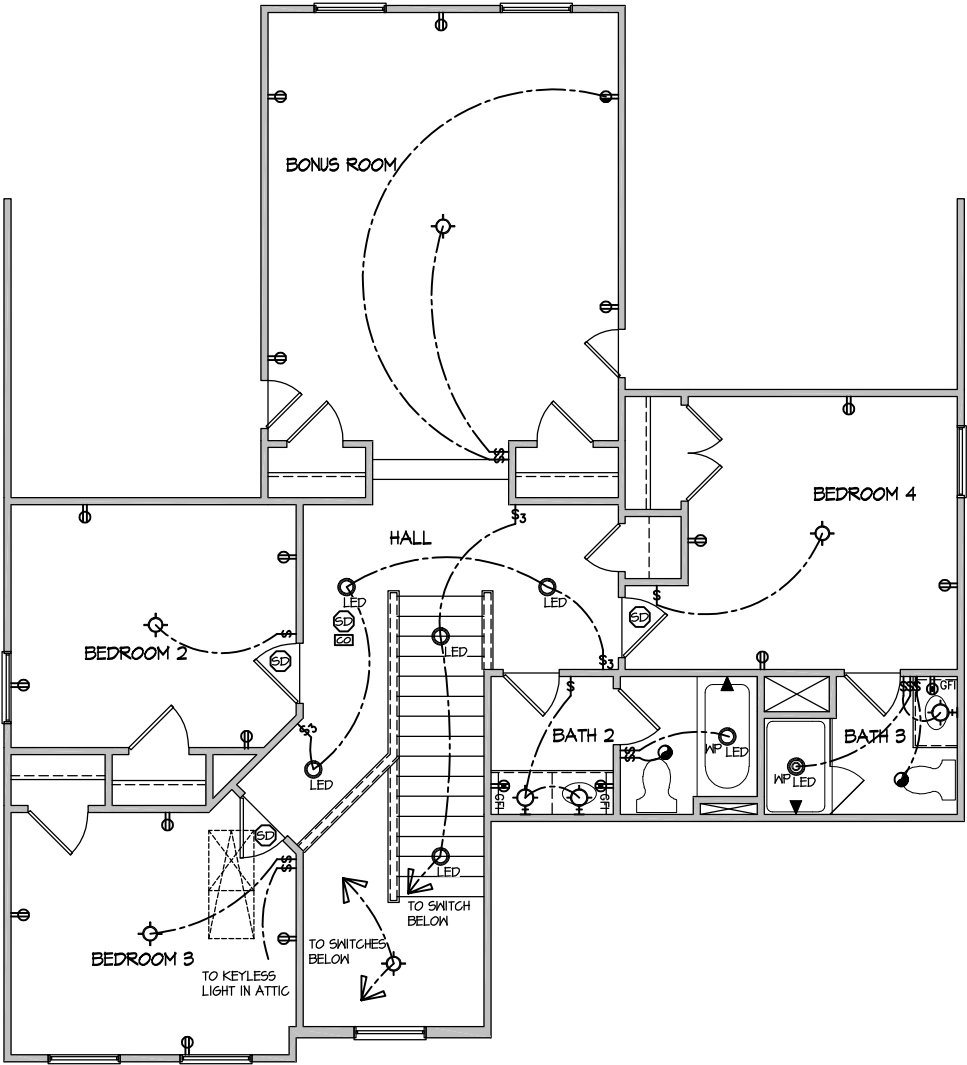 BONUS ROOM
BEDROOM 4
$3
HALL
LED
LED
SD
CO
$
SD
$
LED
BEDROOM 2
SD
$3
$3
$
GFI
BATH 2
WP LED
BATH 3
$$
WP LED
LED
GFI
GFI
SD
LED
TO SWITCH
BELOW
TO SWITCHES
BELOW
BEDROOM 3
TO KEYLESS
LIGHT IN ATTIC